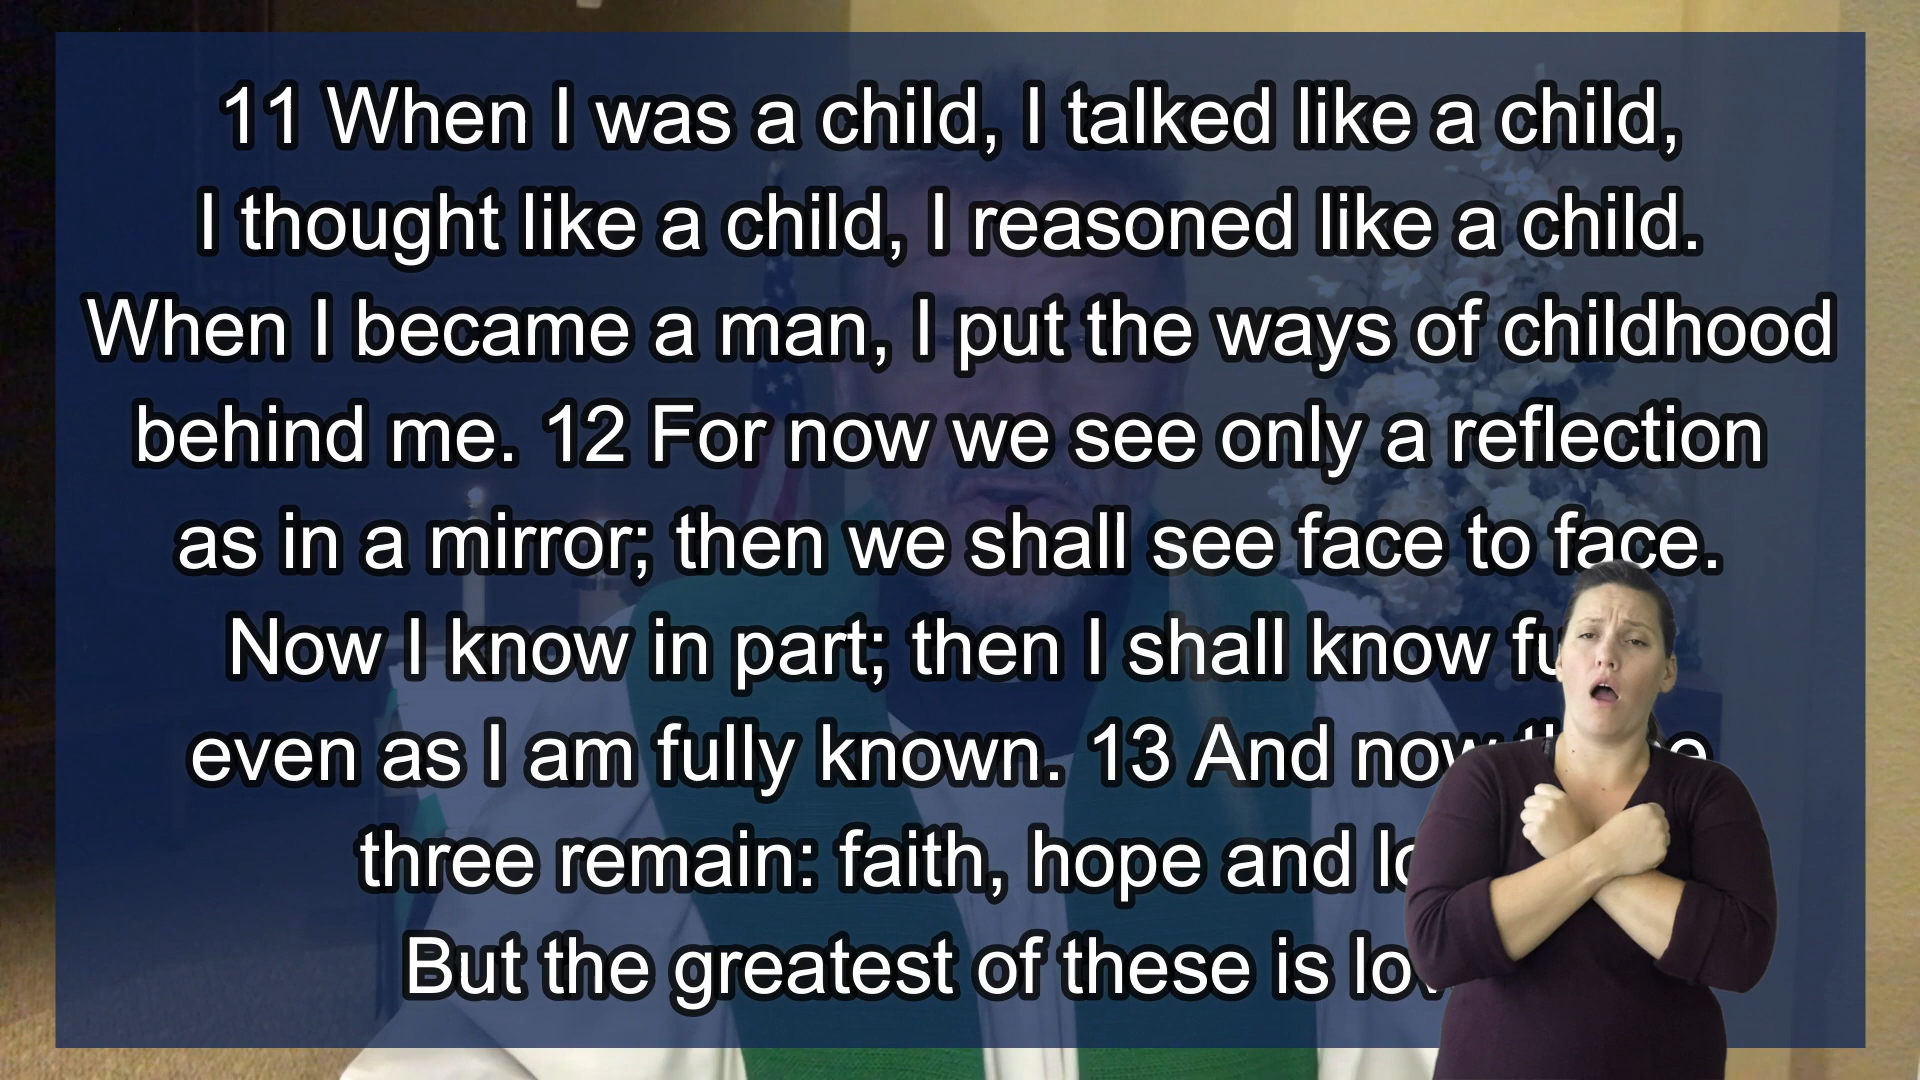 11 When I was a child, I talked like a child,
I thought like a child, I reasoned like a child.
When I became a man, I put the ways of childhood
behind me. 12 For now we see only a reflection
as in a mirror; then we shall see face to face.
Now I know in part; then I shall know
even as I am fully known. 13 And now
three remain: faith, hope and
But the greatest of these is